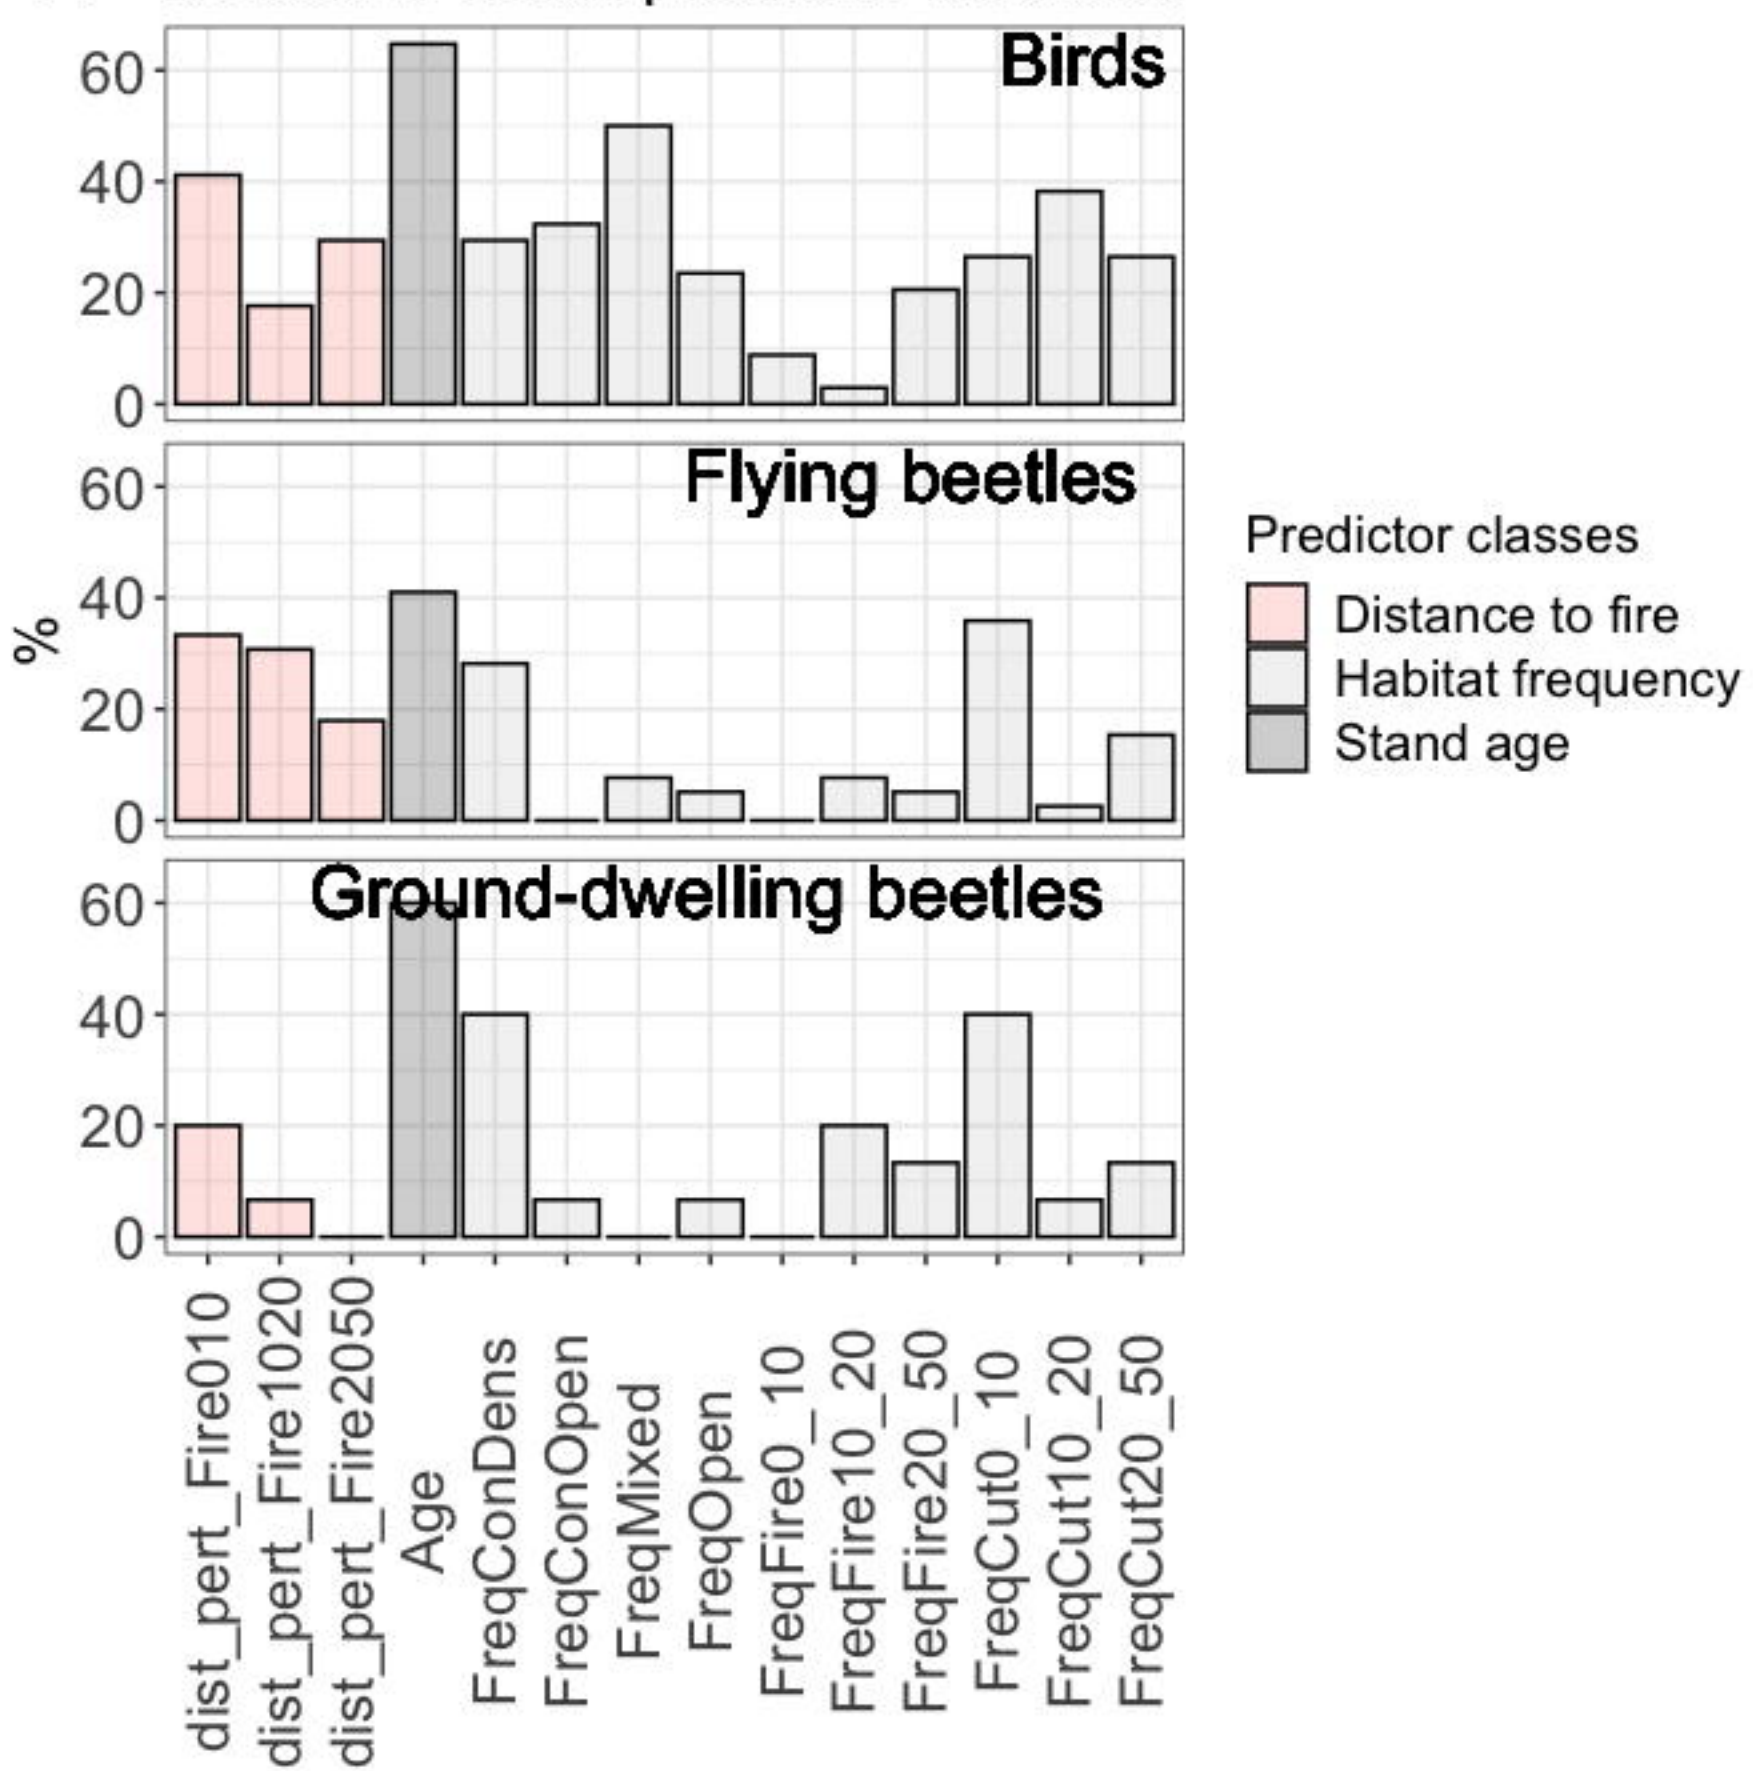 Birds
60
40
20
0
Flying beetles
60
40
20
0
%
Ground-dwelling beetles
60
40
20
0
dist_pert_Fire010
dist_pert_Fire1020
dist_pert_Fire2050
Age
FreqConDens
FreqConOpen
FreqMixed
FreqOpen
FreqFire0_10
FreqFire10_20
FreqFire20_50
FreqCut0_10
FreqCut10_20
FreqCut20_50
Predictor classes
Distance to fire
Habitat frequency
Stand age